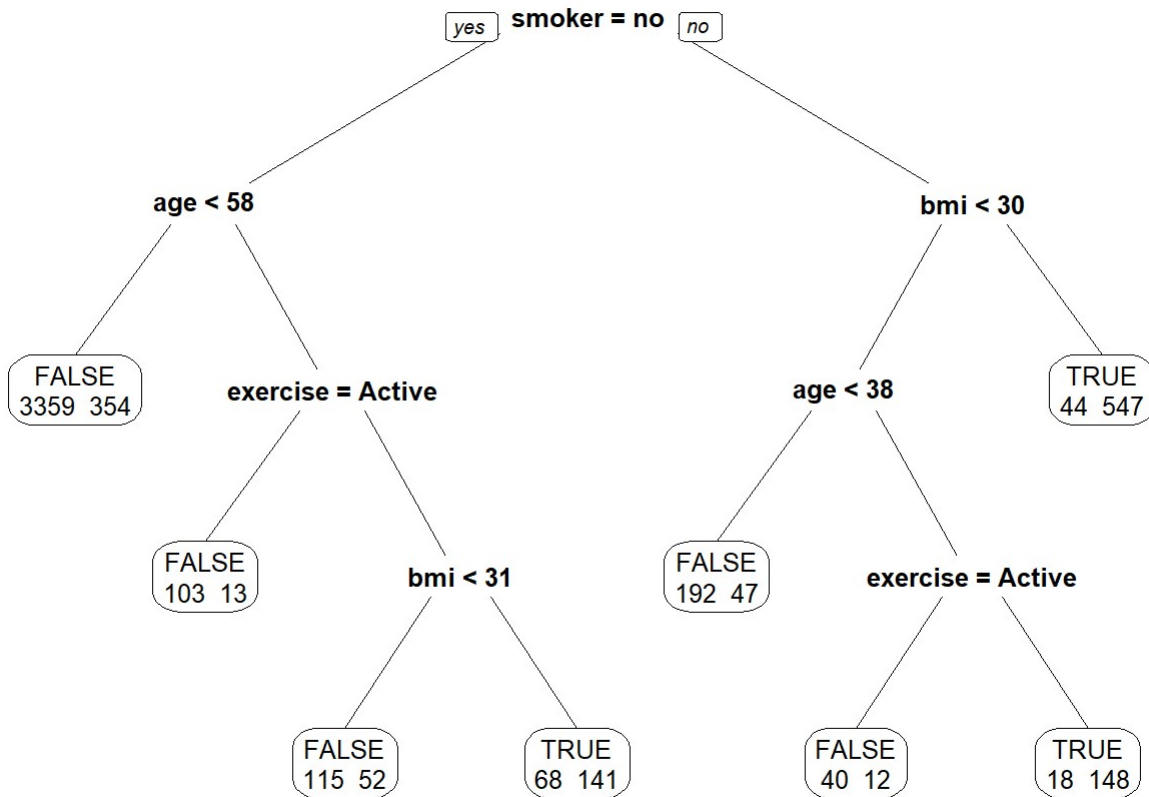 smoker = no
yes
no
age < 58
bmi < 30
FALSE
3359 354
exercise = Active
age < 38
TRUE
44 547
FALSE
103 13
bmi < 31
FALSE
192 47
exercise = Active
FALSE
115 52
TRUE
68 141
FALSE
40 12
TRUE
18 148